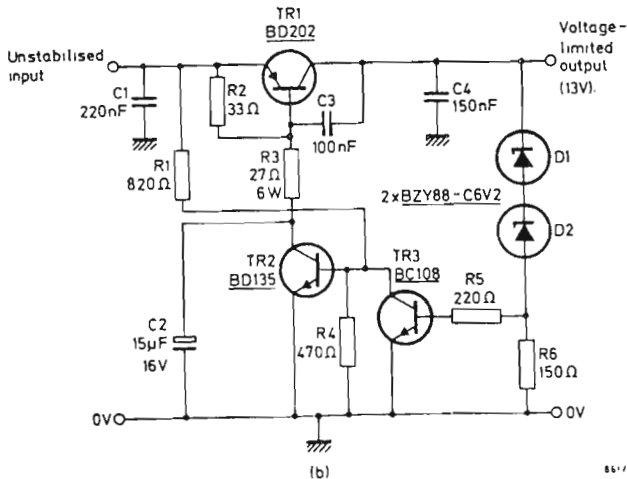 TR1
BD202
Unstabilised
input
Voltage-
limited
output
(13V).
C1
220nF
R2
33Ω
C3
100nF
C4
150nF
R1
820Ω
R3
27Ω
6W
D1
2xBZY88-C6V2
D2
TR2
BD135
TR3
BC108
R5
220Ω
C2
15µF
16V
R4
470Ω
R6
150Ω
0V
0V
(b)